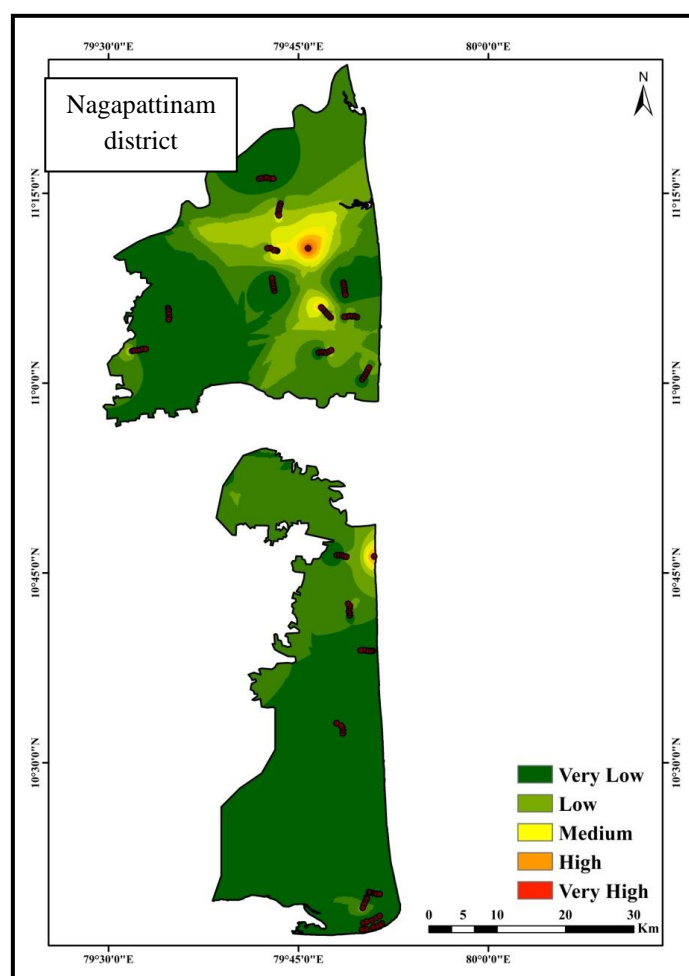 79°30'0"E
79°45'0"E
80°0'0"E
Nagapattinam
district
N
11°15'0"N
11°15'0"N
11°0'0"N
11°0'0"N
10°45'0"N
10°45'0"N
10°30'0"N
10°30'0"N
Very Low
Low
Medium
High
Very High
0 5 10 20 30
Km
79°30'0"E
79°45'0"E
80°0'0"E